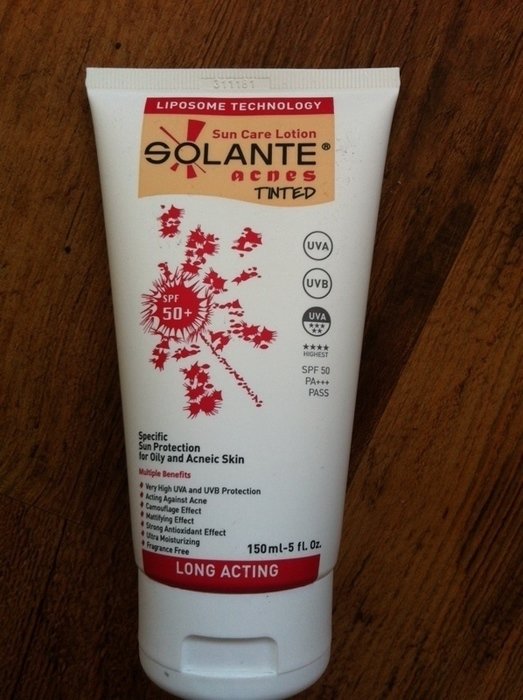 311161
LIPOSOME TECHNOLOGY
Sun Care Lotion
SOLANTE®
acnes
TINTED
UVA
UVB
SPF
50+
UVA
HIGHEST
SPF 50
PA+++
PASS
Specific
Sun Protection
for Oily and Acneic Skin
Multiple Benefits
Very High UVA and UVB Protection
Acting Against Acne
Camouflage Effect
Mattifying Effect
Strong Antioxidant Effect
Ultra Moisturizing
Fragrance Free
150ml-5 fl. Oz.
LONG ACTING